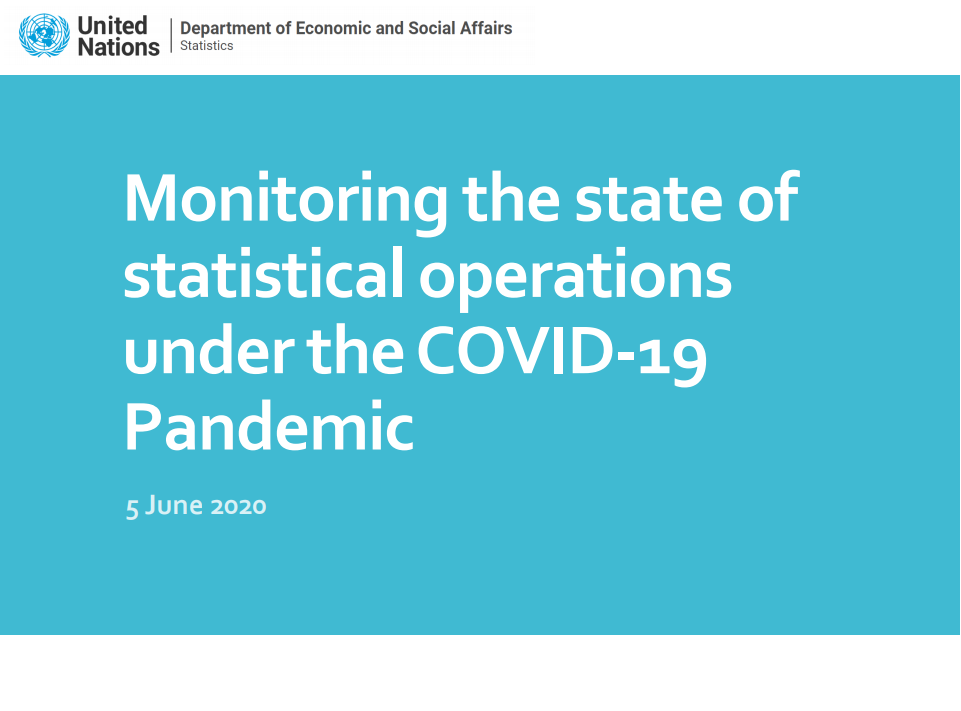 United
Nations
Department of Economic and Social Affairs
Statistics
Monitoring the state of
statistical operations
under the COVID-19
Pandemic
5 June 2020